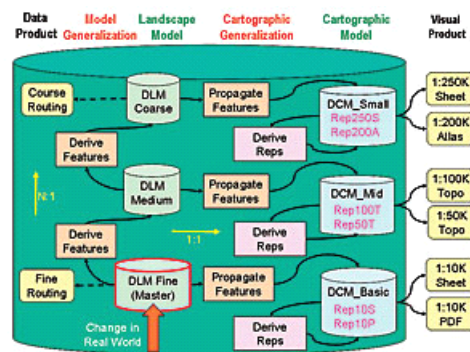 Data
Product
Model
Generalization
Landscape
Model
Cartographic
Generalization
Cartographic
Model
Visual
Product
Course
Routing
DLM
Coarse
Propagate
Features
DCM_Small
Rep250S
Rep200A
1:250K
Sheet
1:200K
Atlas
Derive
Features
Derive
Reps
N:1
DLM
Medium
Propagate
Features
DCM_Mid
Rep100T
Rep50T
1:100K
Topo
1:50K
Topo
Derive
Features
1:1
Derive
Reps
Fine
Routing
DLM Fine
(Master)
Propagate
Features
DCM_Basic
Rep10S
Rep10P
1:10K
Sheet
1:10K
PDF
Change in
Real World
Derive
Reps